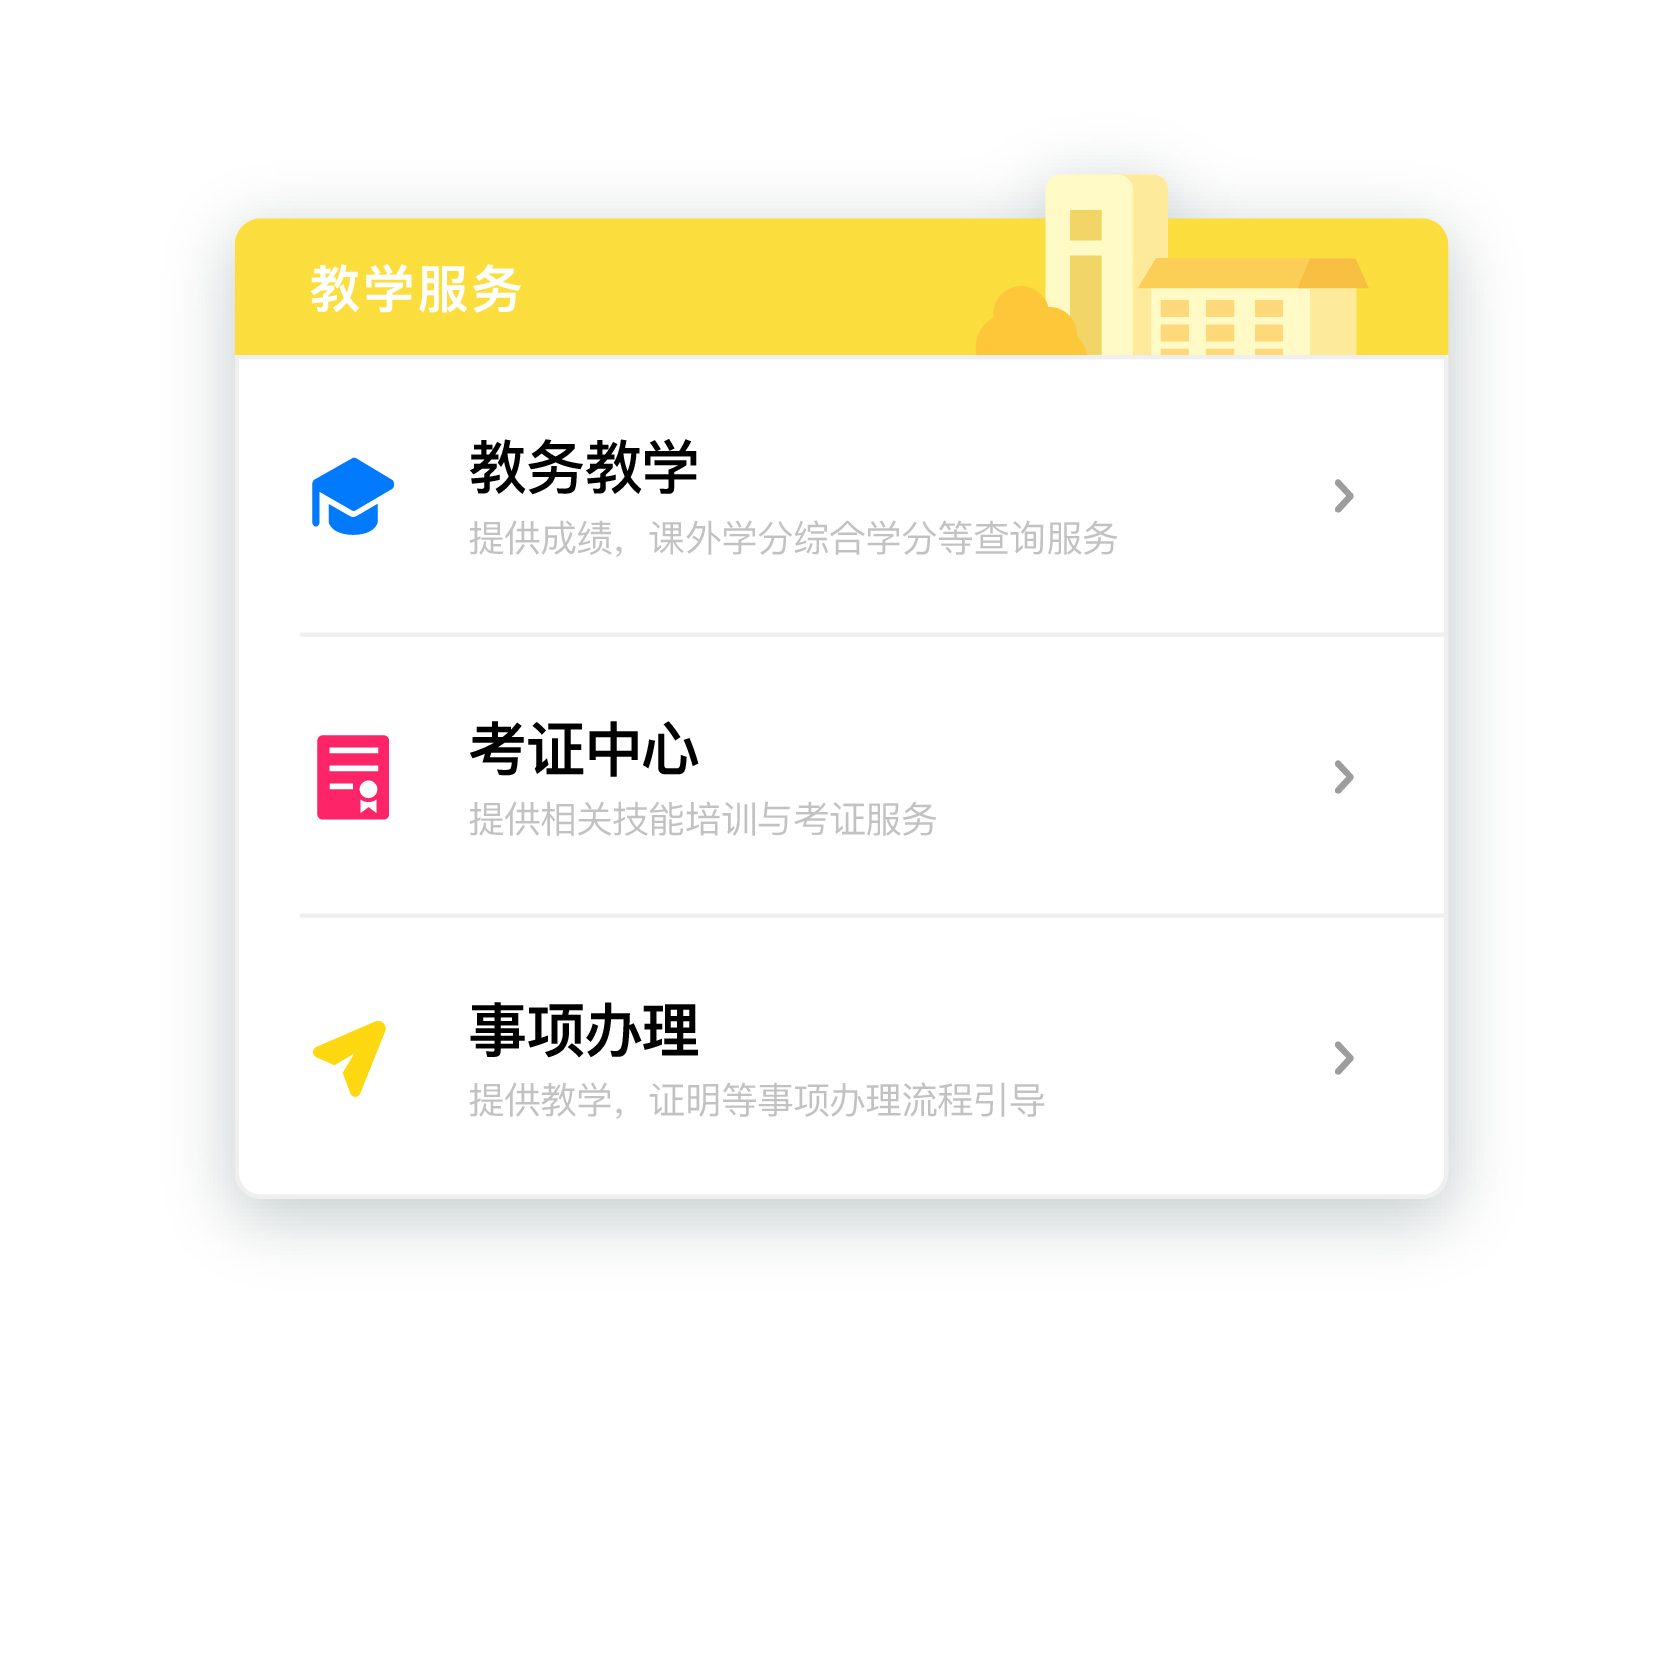 教学服务
教务教学
提供成绩，课外学分综合学分等查询服务
考证中心
提供相关技能培训与考证服务
事项办理
提供教学，证明等事项办理流程引导